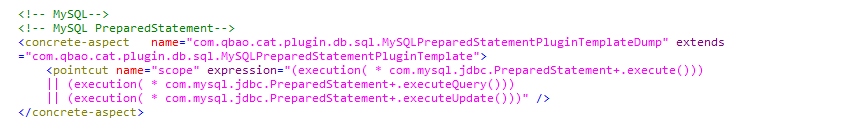 <!-- MySQL-->
<!-- MySQL PreparedStatement-->
<concrete-aspect   name="com.qbao.cat.plugin.db.sql.MySQLPreparedStatementPluginTemplateDump" extends
="com.qbao.cat.plugin.db.sql.MySQLPreparedStatementPluginTemplate">
    <pointcut name="scope" expression="(execution( * com.mysql.jdbc.PreparedStatement+.execute()))
    || (execution( * com.mysql.jdbc.PreparedStatement+.executeQuery()))
    || (execution( * com.mysql.jdbc.PreparedStatement+.executeUpdate()))" />
</concrete-aspect>